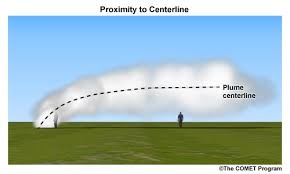 Proximity to Centerline
Plume
centerline
©The COMET Program